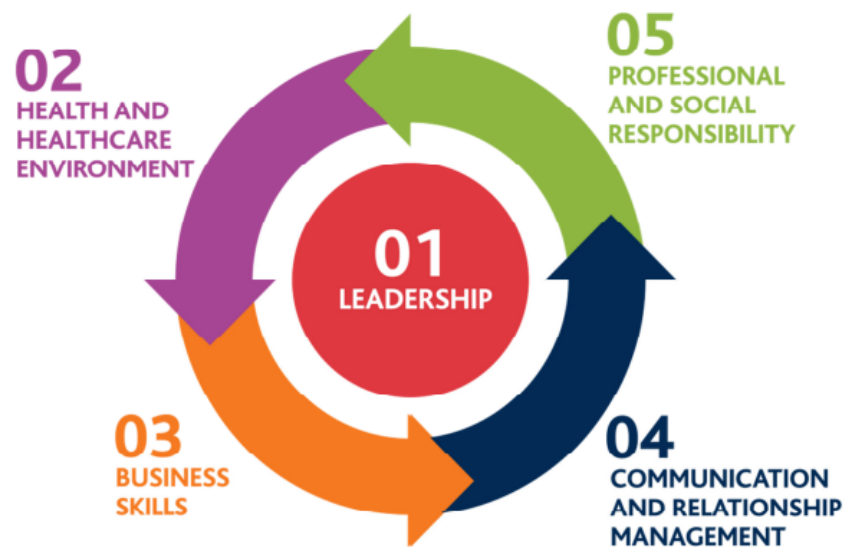 01
LEADERSHIP
02
HEALTH AND
HEALTHCARE
ENVIRONMENT
03
BUSINESS
SKILLS
04
COMMUNICATION
AND RELATIONSHIP
MANAGEMENT
05
PROFESSIONAL
AND SOCIAL
RESPONSIBILITY